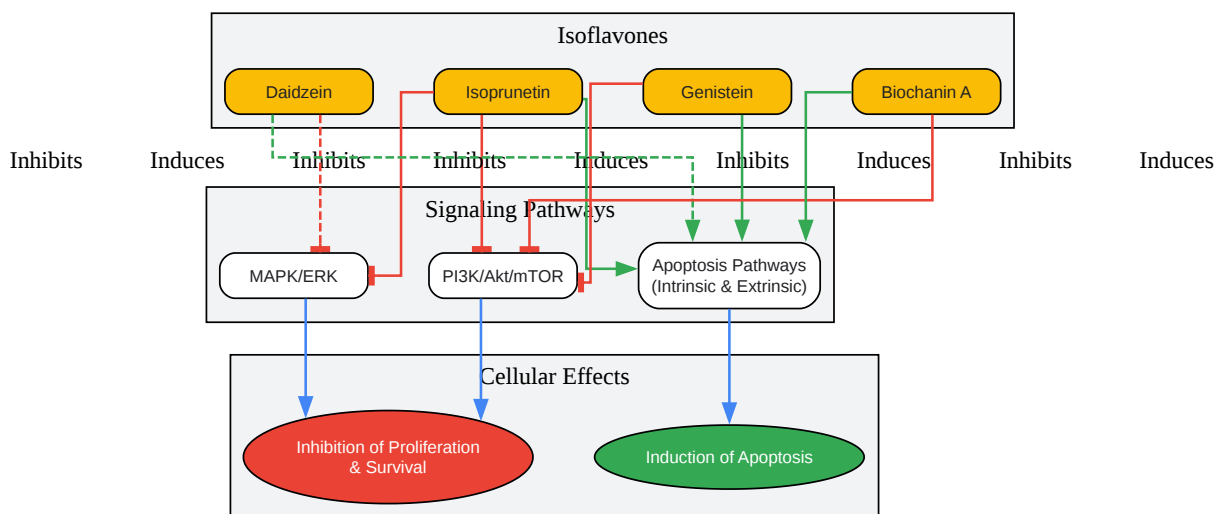 Isoflavones
Daidzein
Isoprunetin
Genistein
Biochanin A
Inhibits
Induces
Inhibits
Inhibits
Induces
Inhibits
Induces
Inhibits
Induces
Signaling Pathways
MAPK/ERK
PI3K/Akt/mTOR
Apoptosis Pathways
(Intrinsic & Extrinsic)
Cellular Effects
Inhibition of Proliferation
& Survival
Induction of Apoptosis